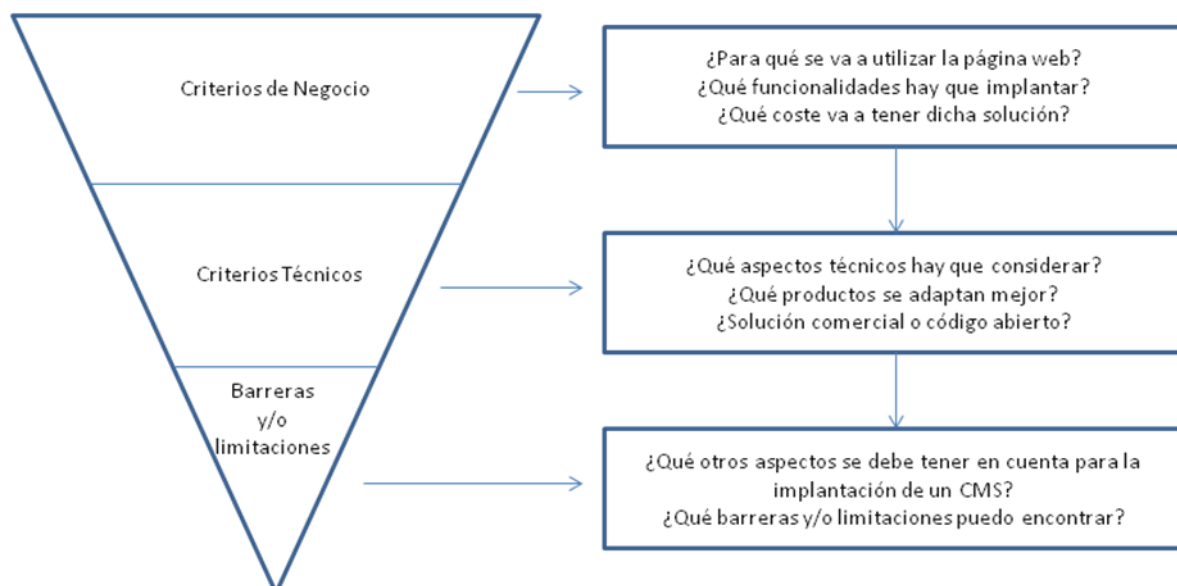 Criterios de Negocio
¿Para qué se va a utilizar la página web?
¿Qué funcionalidades hay que implantar?
¿Qué coste va a tener dicha solución?
Criterios Técnicos
¿Qué aspectos técnicos hay que considerar?
¿Qué productos se adaptan mejor?
¿Solución comercial o código abierto?
Barreras
y/o
limitaciones
¿Qué otros aspectos se debe tener en cuenta para la
implantación de un CMS?
¿Qué barreras y/o limitaciones puedo encontrar?